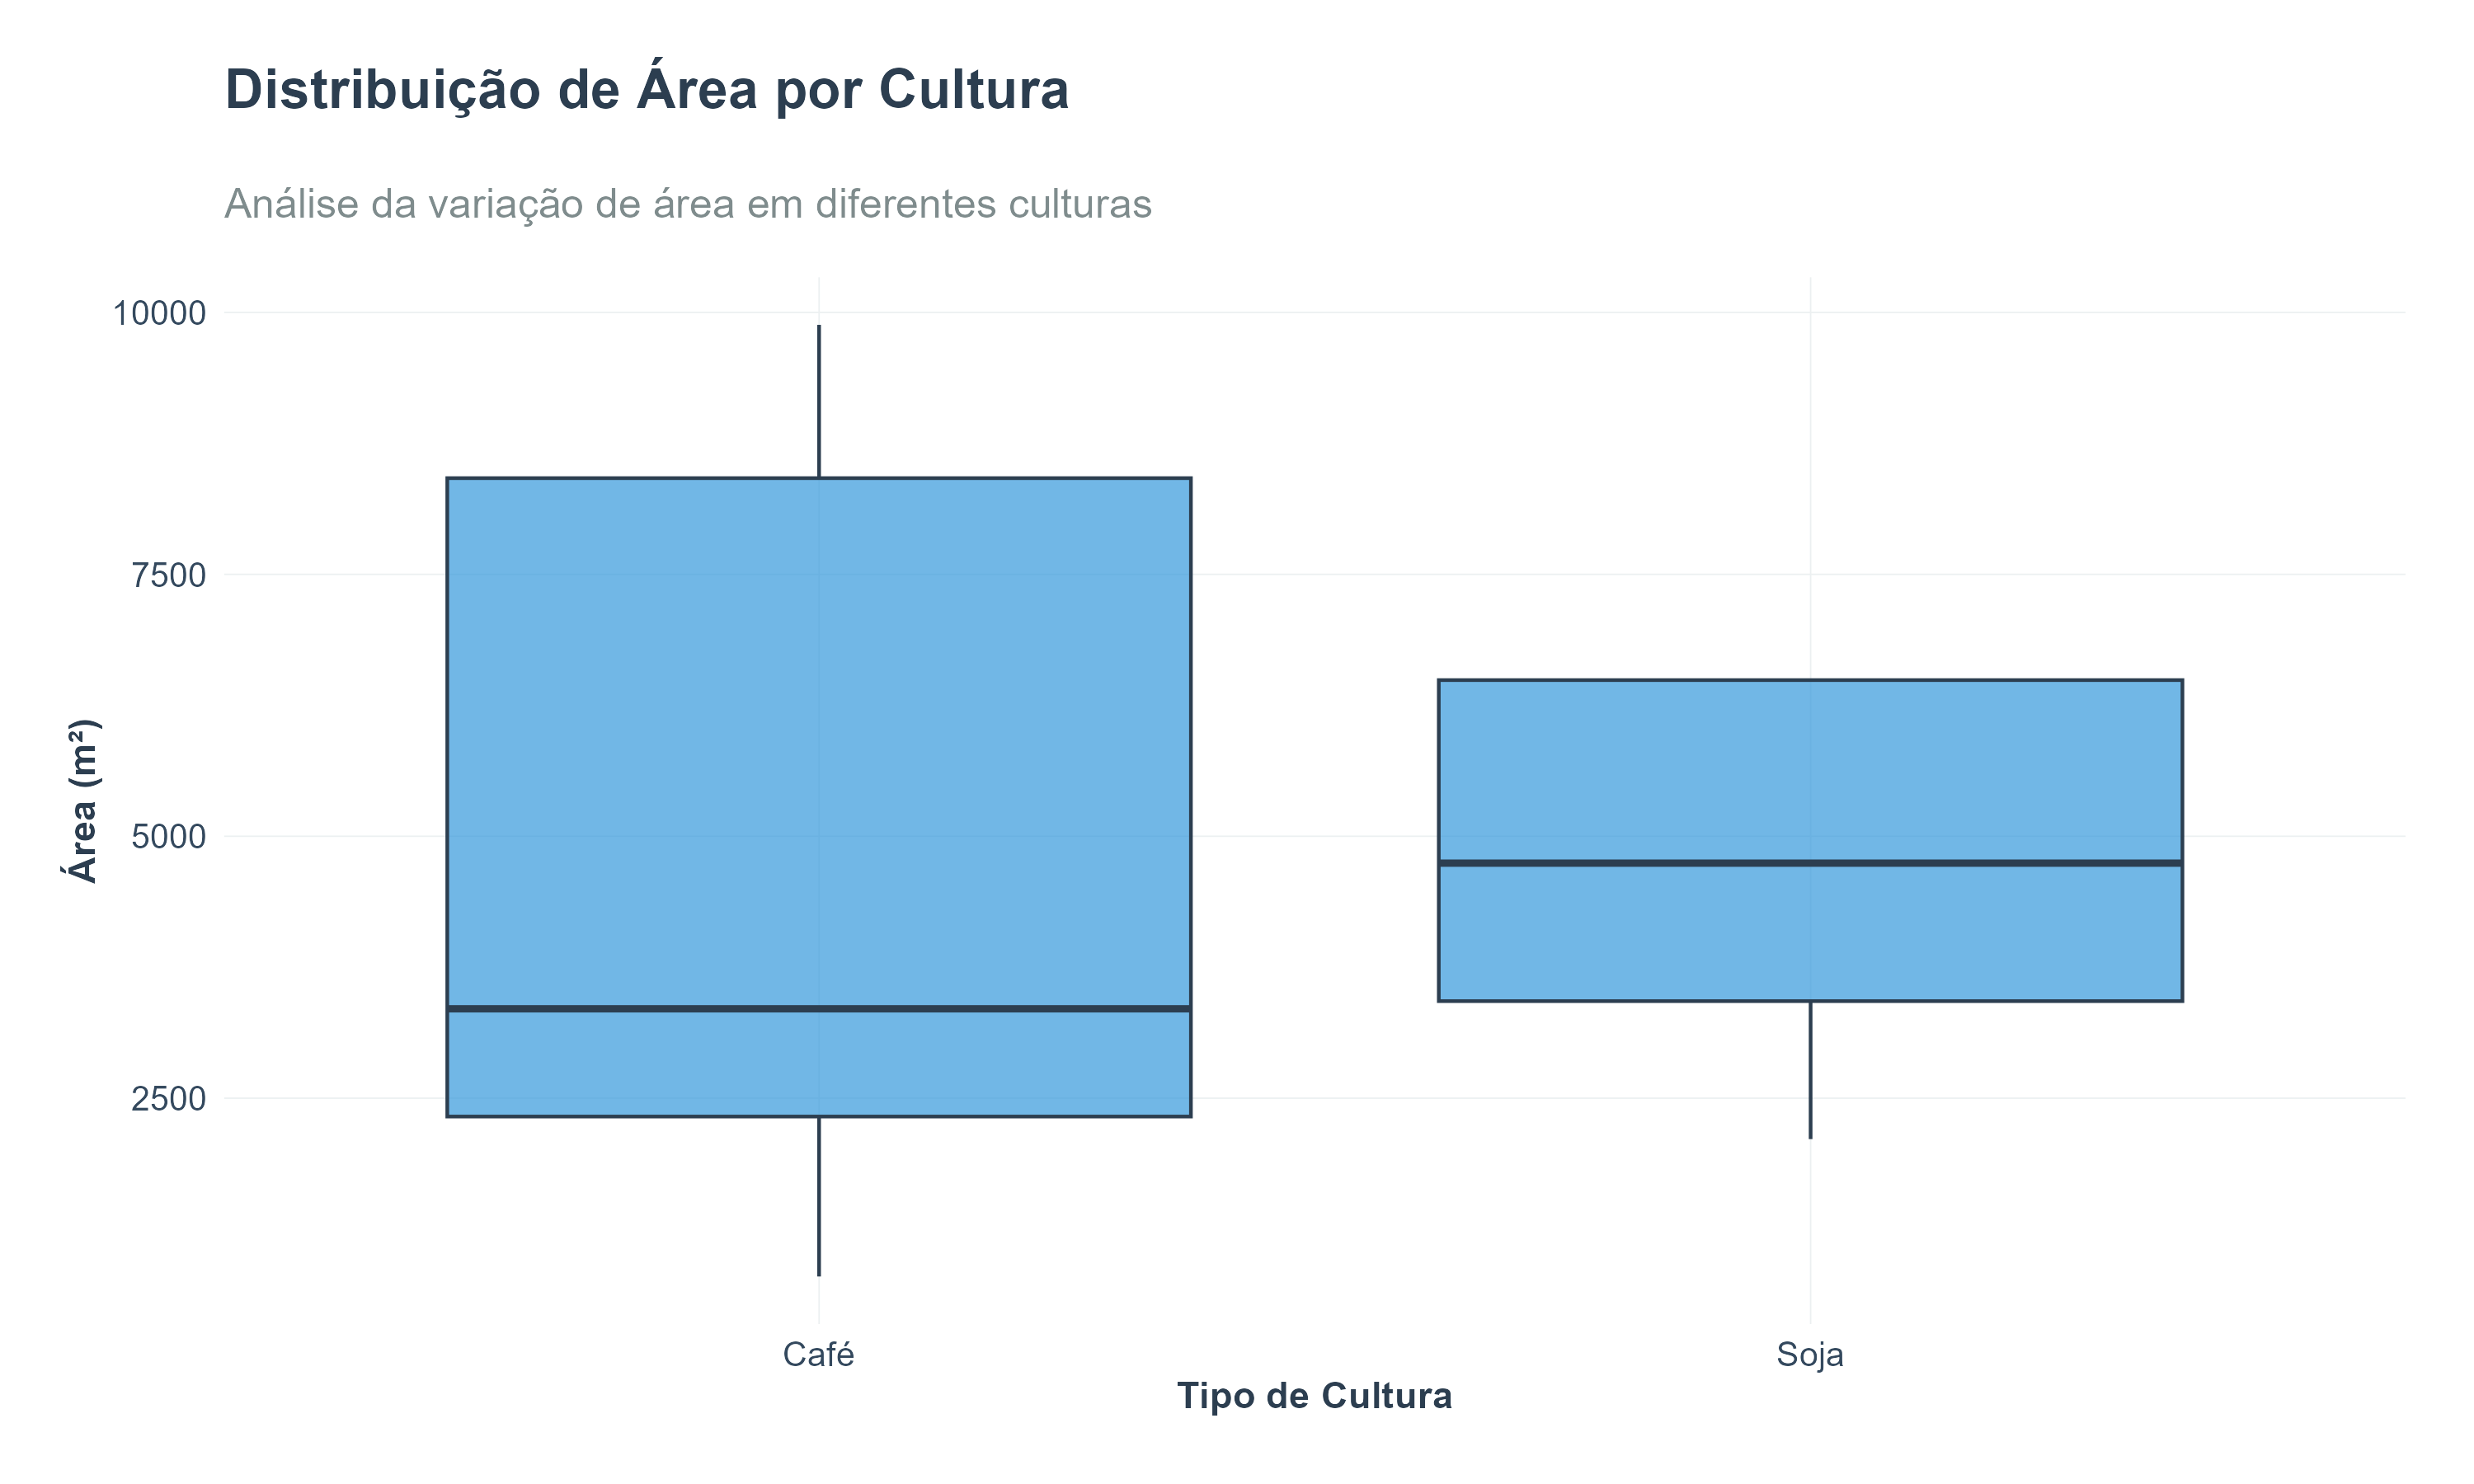 Distribuição de Área por Cultura
Análise da variação de área em diferentes culturas
Área (m²)
10000
7500
5000
2500
Café
Soja
Tipo de Cultura